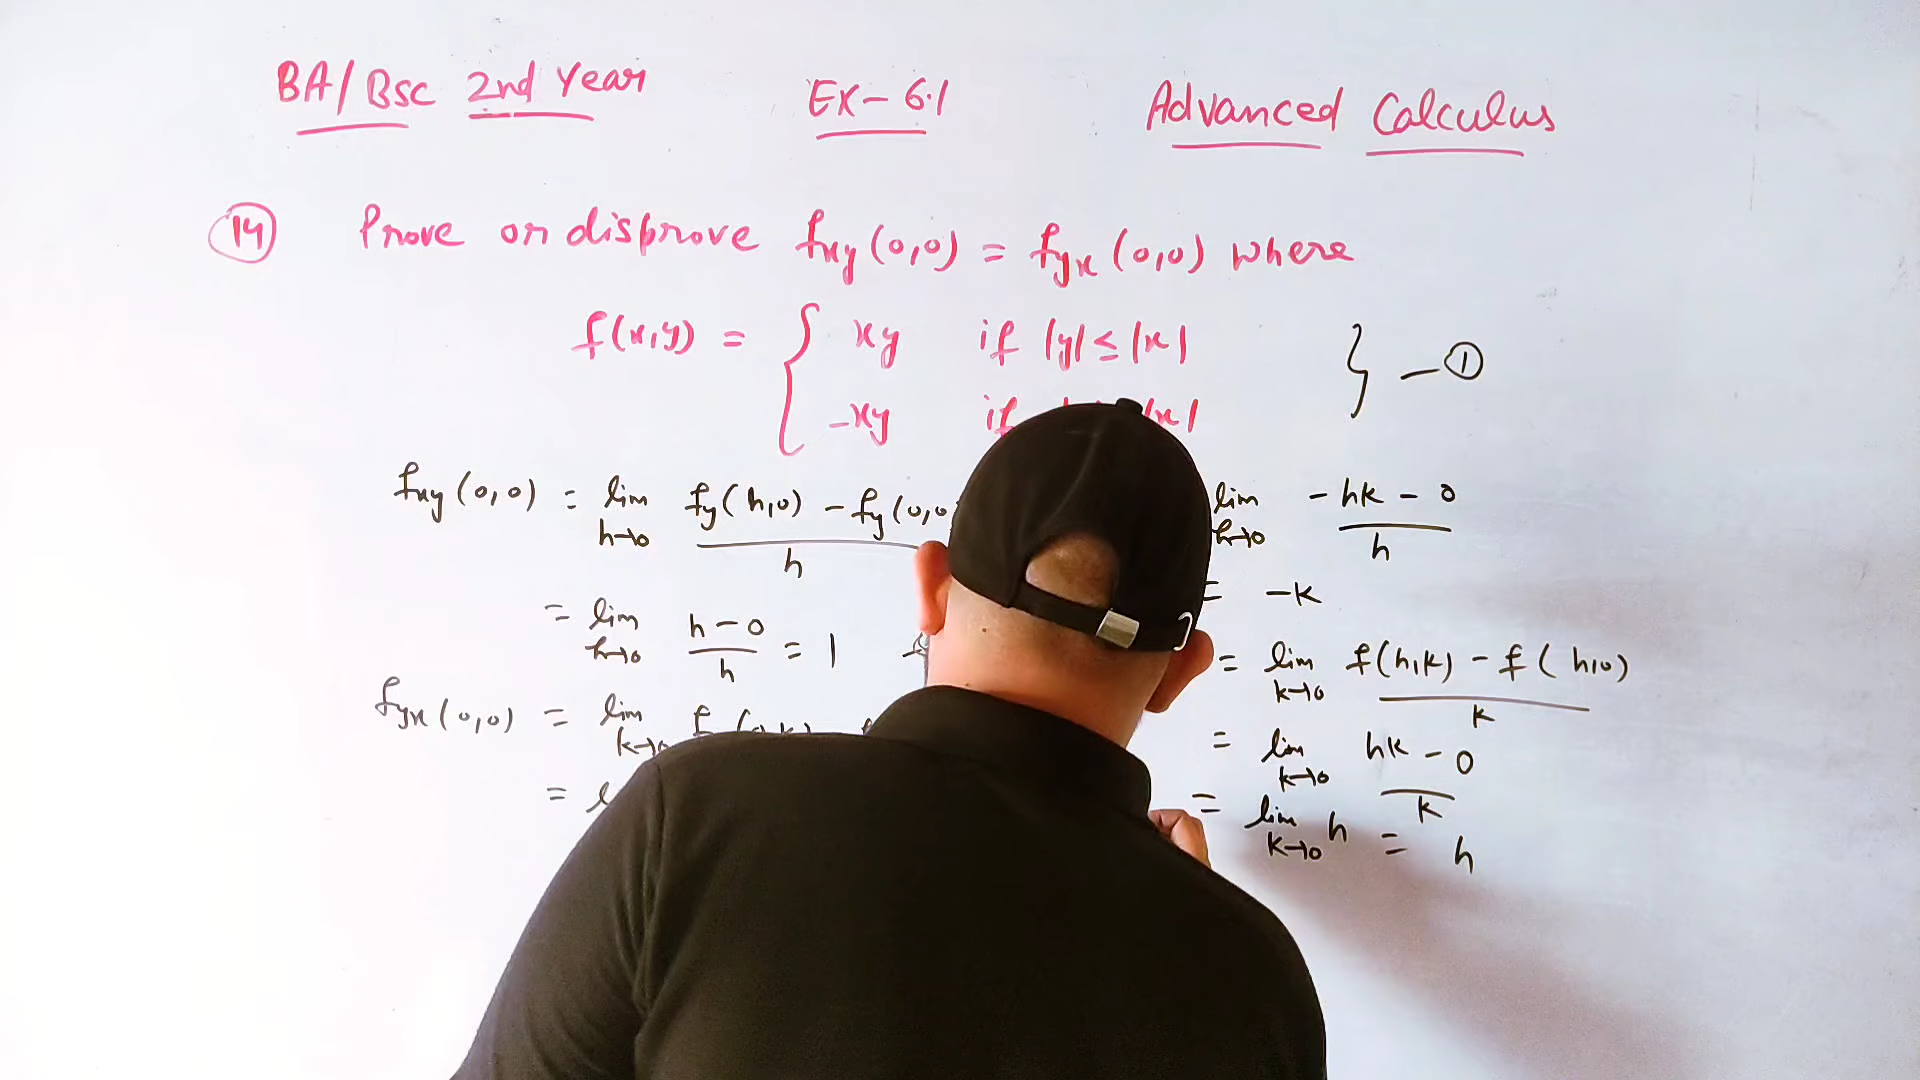 BA/Bsc 2nd Year EX-6.1 Advanced Calculus
(14) Prove or disprove fxy(0,0) = fyx(0,0) where
f(x,y) = { xy if |y| ≤ |x| } — (1)
-xy if |x|
fxy(0,0) = lim h→0 fy(h,0) - fy(0,0 / h
lim h→0 -hk - 0 / h
= -k
= lim h→0 h-0 / h = 1
= lim k→0 f(h,k) - f(h,0) / k
fyx(0,0) = lim k→0
= lim k→0 hk - 0 / k
=
= lim k→0 h = h